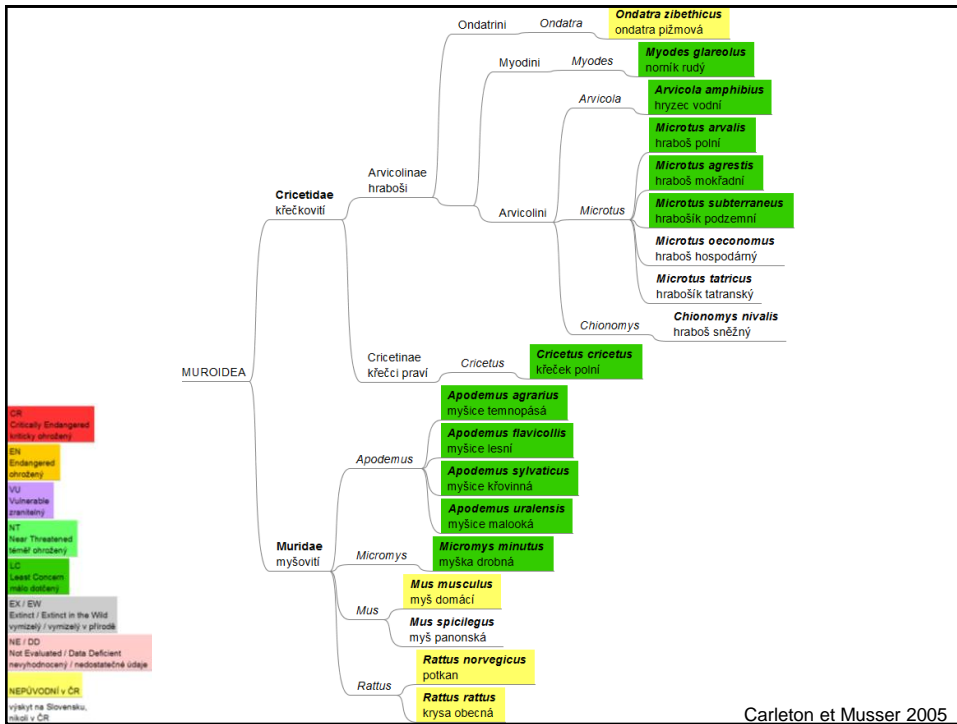 Ondatrini
Ondatra
Ondatra zibethicus
ondatra pižmová
Myodini
Myodes
Myodes glareolus
norník rudý
Arvicola
Arvicola amphibius
hryzec vodní
Microtus arvalis
hraboš polní
Arvicolinae
hraboši
Microtus agrestis
hraboš mokřadní
Cricetidae
křečkovití
Arvicolini
Microtus
Microtus subterraneus
hrabošík podzemní
Microtus oeconomus
hraboš hospodárný
Microtus tatricus
hrabošík tatranský
Chionomys
Chionomys nivalis
hraboš sněžný
MUROIDEA
Cricetinae
křečci praví
Cricetus
Cricetus cricetus
křeček polní
Apodemus
Apodemus agrarius
myšice temnopásá
Apodemus flavicollis
myšice lesní
Apodemus sylvaticus
myšice křovinná
Apodemus uralensis
myšice malooká
Muridae
myšovití
Micromys
Micromys minutus
myška drobná
Mus
Mus musculus
myš domácí
Mus spicilegus
myš panonská
Rattus
Rattus norvegicus
potkan
Rattus rattus
krysa obecná
CR
Critically Endangered
kriticky ohrožený
EN
Endangered
ohrožený
VU
Vulnerable
zranitelný
NT
Near Threatened
téměř ohrožený
LC
Least Concern
málo dotčený
EX / EW
Extinct / Extinct in the Wild
vymizelý / vymizelý v přírodě
NE / DD
Not Evaluated / Data Deficient
nevyhodnocený / nedostatečné údaje
NEPŮVODNÍ v ČR
výskyt na Slovensku,
nikoli v ČR
Carleton et Musser 2005